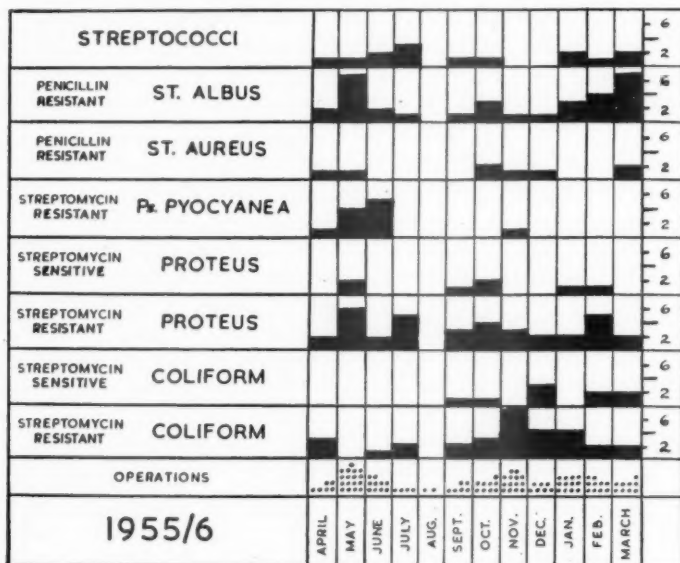 STREPTOCOCCI
6
2
PENICILLIN
RESISTANT ST. ALBUS
6
2
PENICILLIN
RESISTANT ST. AUREUS
6
2
STREPTOMYCIN
RESISTANT Ps. PYOCYANEA
6
2
STREPTOMYCIN
SENSITIVE PROTEUS
6
2
STREPTOMYCIN
RESISTANT PROTEUS
6
2
STREPTOMYCIN
SENSITIVE COLIFORM
6
2
STREPTOMYCIN
RESISTANT COLIFORM
6
2
OPERATIONS
1955/6
APRIL
MAY
JUNE
JULY
AUG.
SEPT.
OCT.
NOV.
DEC.
JAN.
FEB.
MARCH